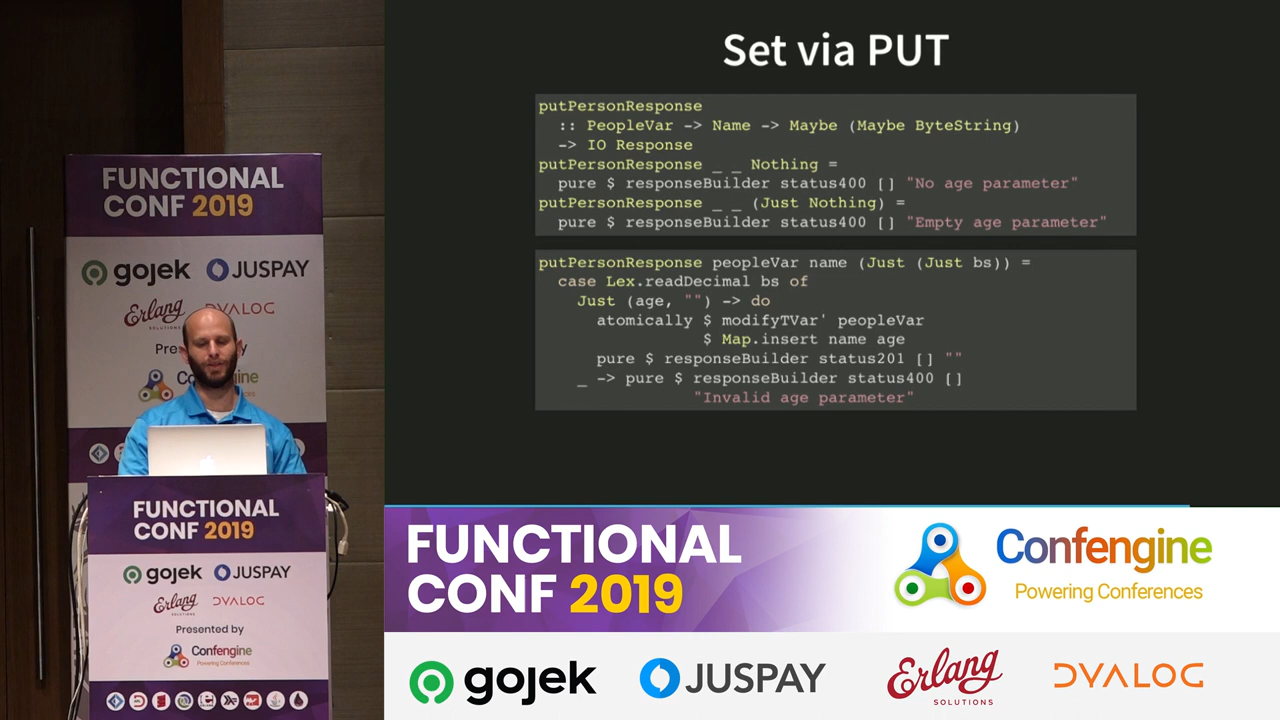 FUNCTIONAL
CONF 2019
gojek JUSPAY
Erlang DYALOG
SOLUTIONS
FUNCTIONAL
CONF 2019
gojek JUSPAY
Erlang DYALOG
SOLUTIONS
Presented by
Confengine
Powering Conferences
Set via PUT
putPersonResponse
:: PeopleVar -> Name -> Maybe (Maybe ByteString)
-> IO Response
putPersonResponse _ _ Nothing =
pure $ responseBuilder status400 [] "No age parameter"
putPersonResponse _ _ (Just Nothing) =
pure $ responseBuilder status400 [] "Empty age parameter"
putPersonResponse peopleVar name (Just (Just bs)) =
case Lex.readDecimal bs of
Just (age, "") -> do
atomically $ modifyTVar' peopleVar
$ Map.insert name age
pure $ responseBuilder status201 [] ""
_ -> pure $ responseBuilder status400 []
"Invalid age parameter"
FUNCTIONAL
CONF 2019
Confengine
Powering Conferences
gojek JUSPAY Erlang DYALOG
SOLUTIONS